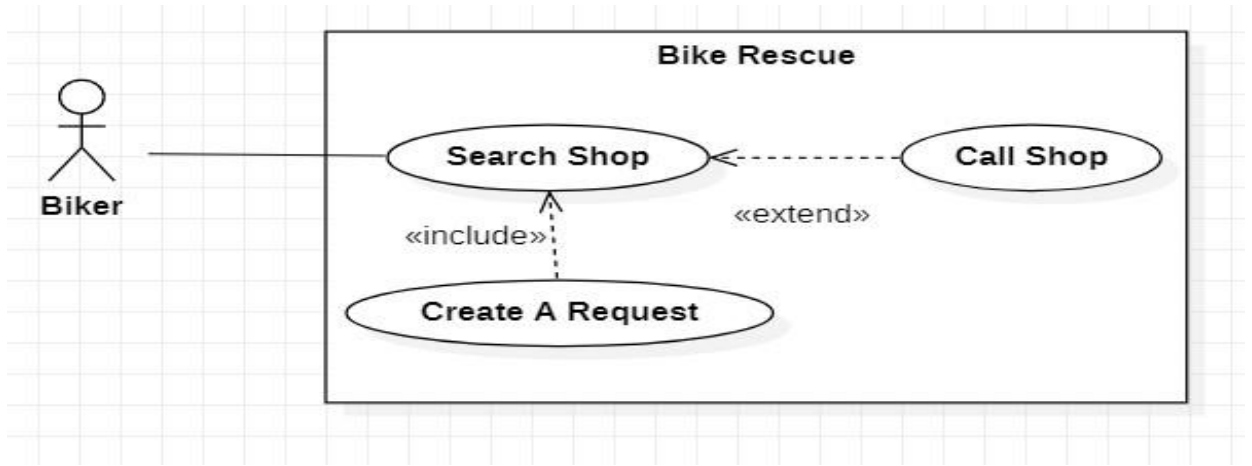 Bike Rescue
Search Shop
Call Shop
Biker
«extend»
«include»
Create A Request